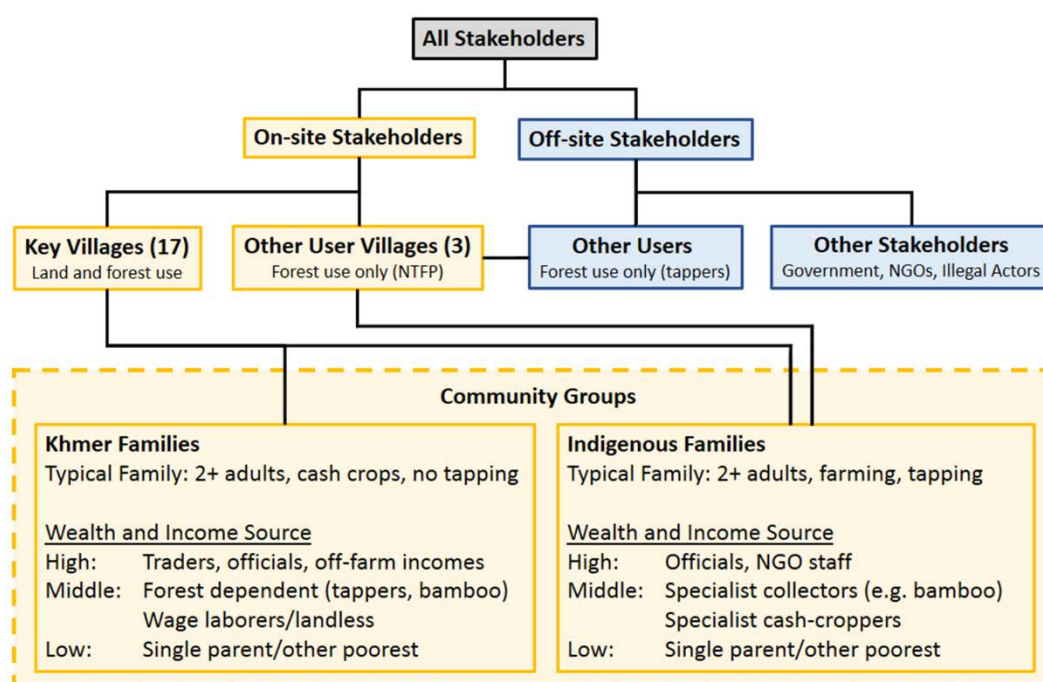 All Stakeholders
On-site Stakeholders
Off-site Stakeholders
Key Villages (17)
Land and forest use
Other User Villages (3)
Forest use only (NTFP)
Other Users
Forest use only (tappers)
Other Stakeholders
Government, NGOs, Illegal Actors
Community Groups
Khmer Families
Typical Family: 2+ adults, cash crops, no tapping
Wealth and Income Source
High: Traders, officials, off-farm incomes
Middle: Forest dependent (tappers, bamboo)
Wage laborers/landless
Low: Single parent/other poorest
Indigenous Families
Typical Family: 2+ adults, farming, tapping
Wealth and Income Source
High: Officials, NGO staff
Middle: Specialist collectors (e.g. bamboo)
Specialist cash-croppers
Low: Single parent/other poorest